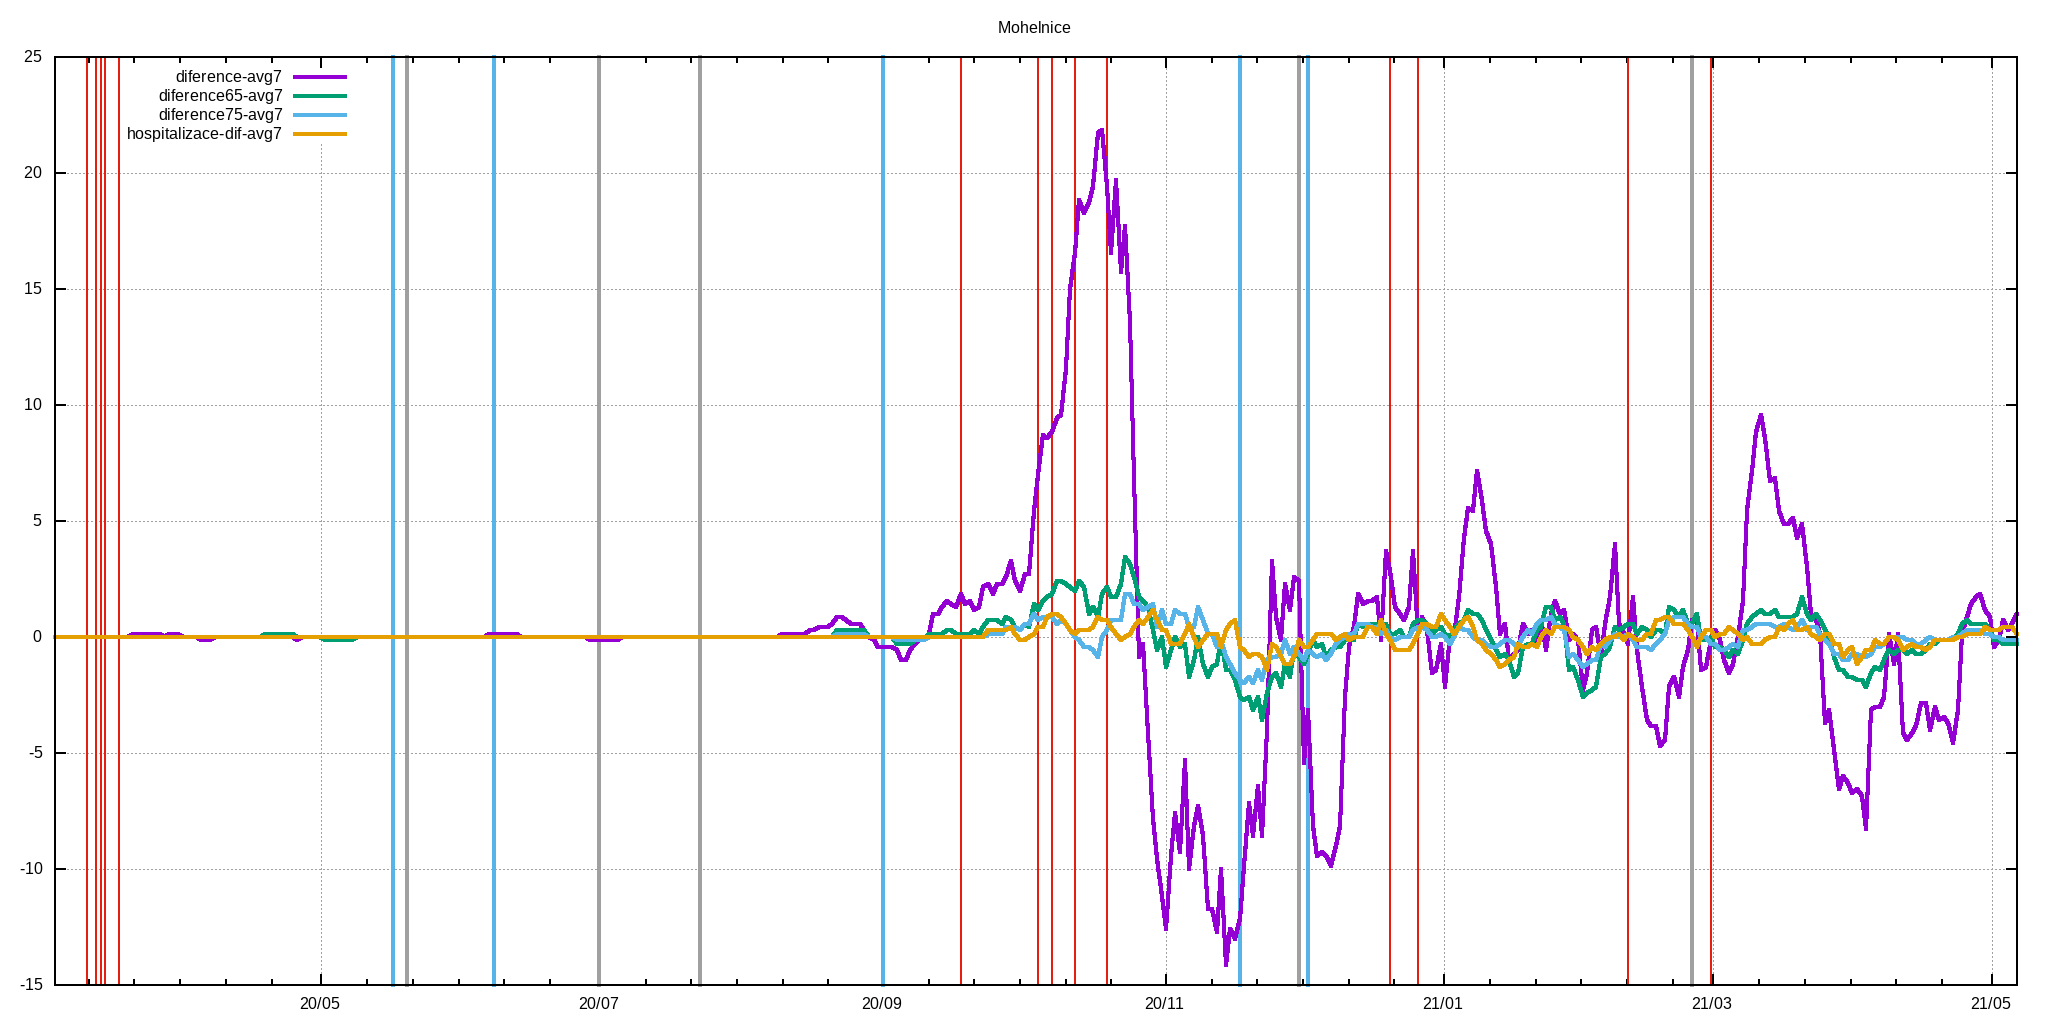 Mohelnice
25
20
15
10
5
0
-5
-10
-15
diference-avg7
diference65-avg7
diference75-avg7
hospitalizace-dif-avg7
20/05 20/07 20/09 20/11 21/01 21/03 21/05